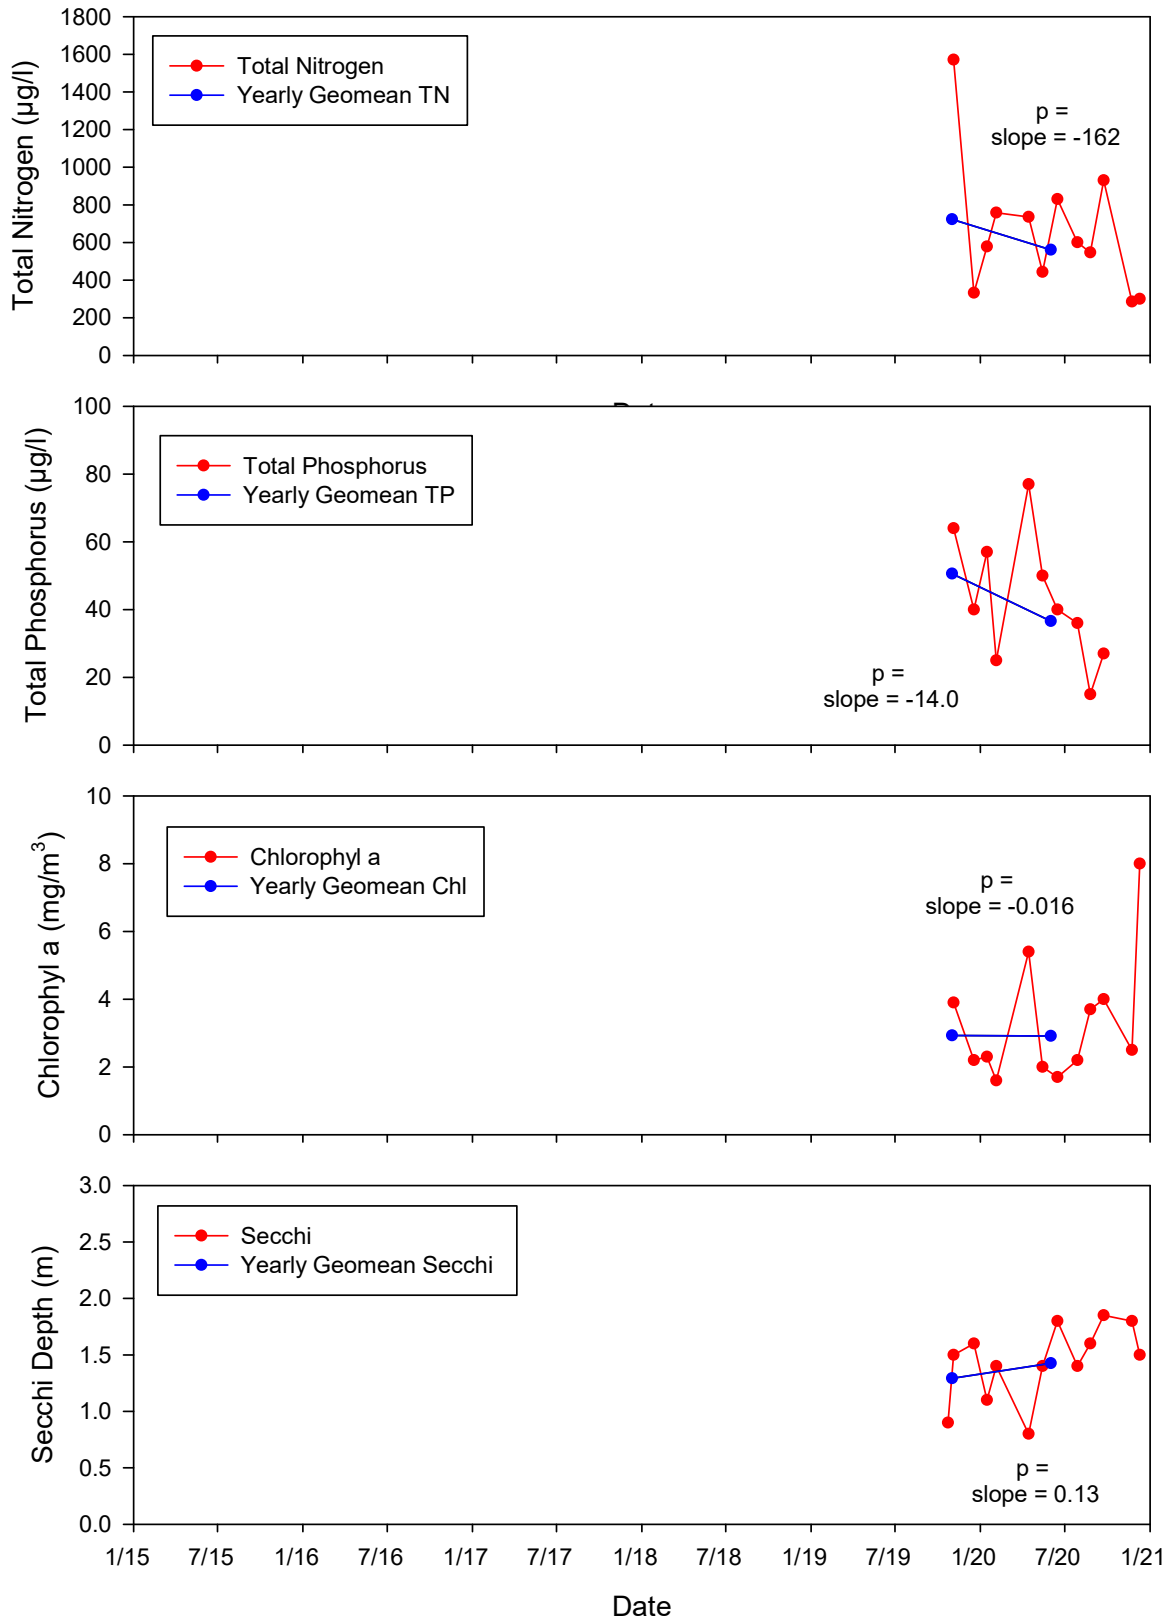 1800
1600
1400
1200
1000
800
600
400
200
0
Total Nitrogen (µg/l)
Total Nitrogen
Yearly Geomean TN
p =
slope = -162
100
80
60
40
20
0
Total Phosphorus (µg/l)
Total Phosphorus
Yearly Geomean TP
p =
slope = -14.0
10
8
6
4
2
0
Chlorophyl a (mg/m³)
Chlorophyl a
Yearly Geomean Chl
p =
slope = -0.016
3.0
2.5
2.0
1.5
1.0
0.5
0.0
Secchi Depth (m)
Secchi
Yearly Geomean Secchi
p =
slope = 0.13
1/15 7/15 1/16 7/16 1/17 7/17 1/18 7/18 1/19 7/19 1/20 7/20 1/21
Date